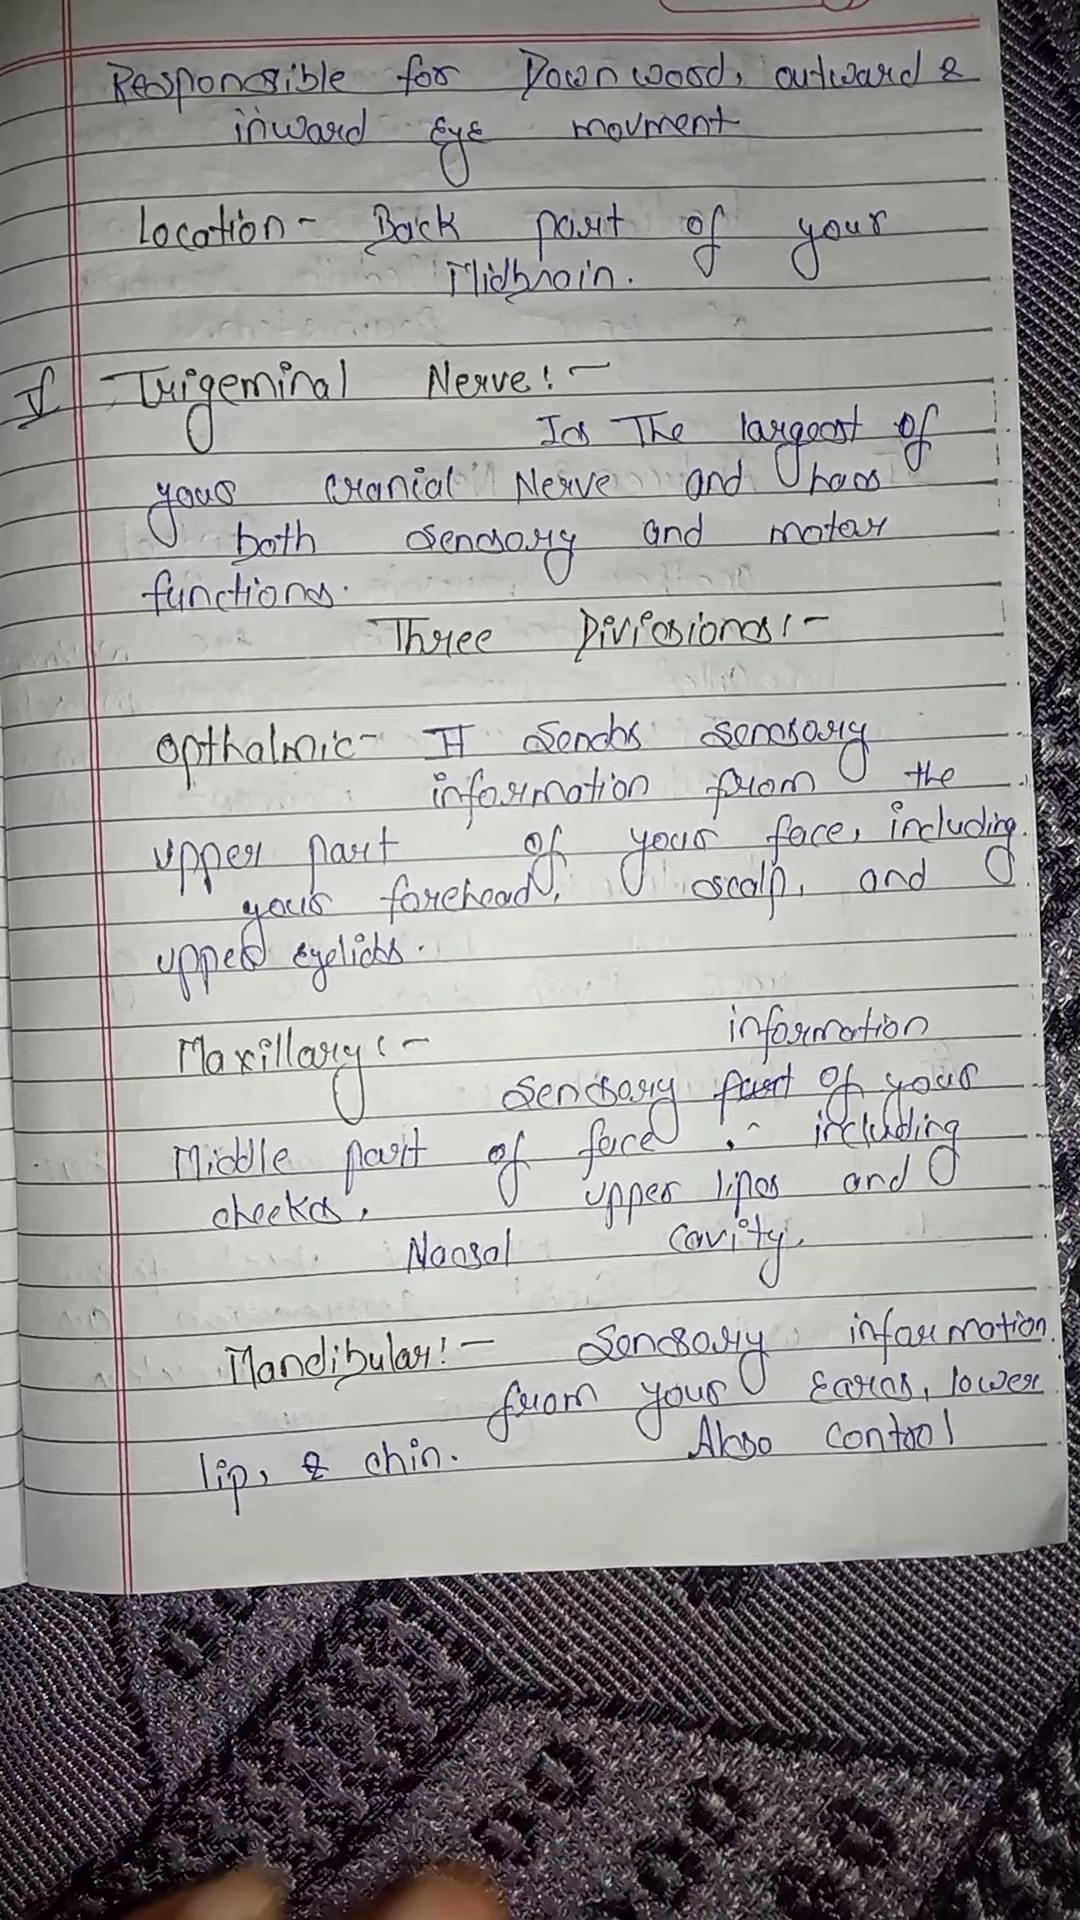 Responsible for Downword, outward &
inward Eye movment
Location - Back part of your
Midbrain.
V Trigeminal Nerve :-
Is The largest of
your cranial Nerve and has
both sensory and motor
functions.
Three Divisions :-
Opthalmic - It Sends sensory
information from the
upper part of your face, including
your forehead, scalp, and
upper eyelids.
Maxillary :- information
Sensory part of your
Middle part of face including
cheeks, upper lips and
Naosal Cavity.
Mandibular :- Sensory information
from your Ears, lower
lip, & chin. Also Control